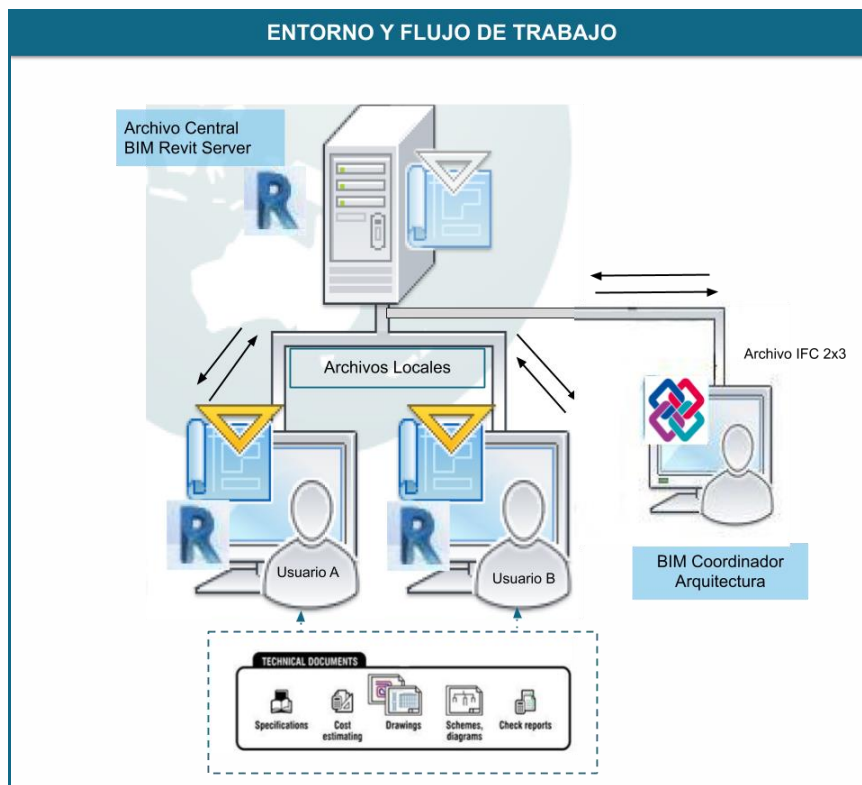 ENTORNO Y FLUJO DE TRABAJO
Archivo Central
BIM Revit Server
R
Archivo IFC 2x3
Archivos Locales
R
R
Usuario A
Usuario B
BIM Coordinador
Arquitectura
TECHNICAL DOCUMENTS
Specifications
Cost
estimating
Drawings
Schemes,
diagrams
Check reports